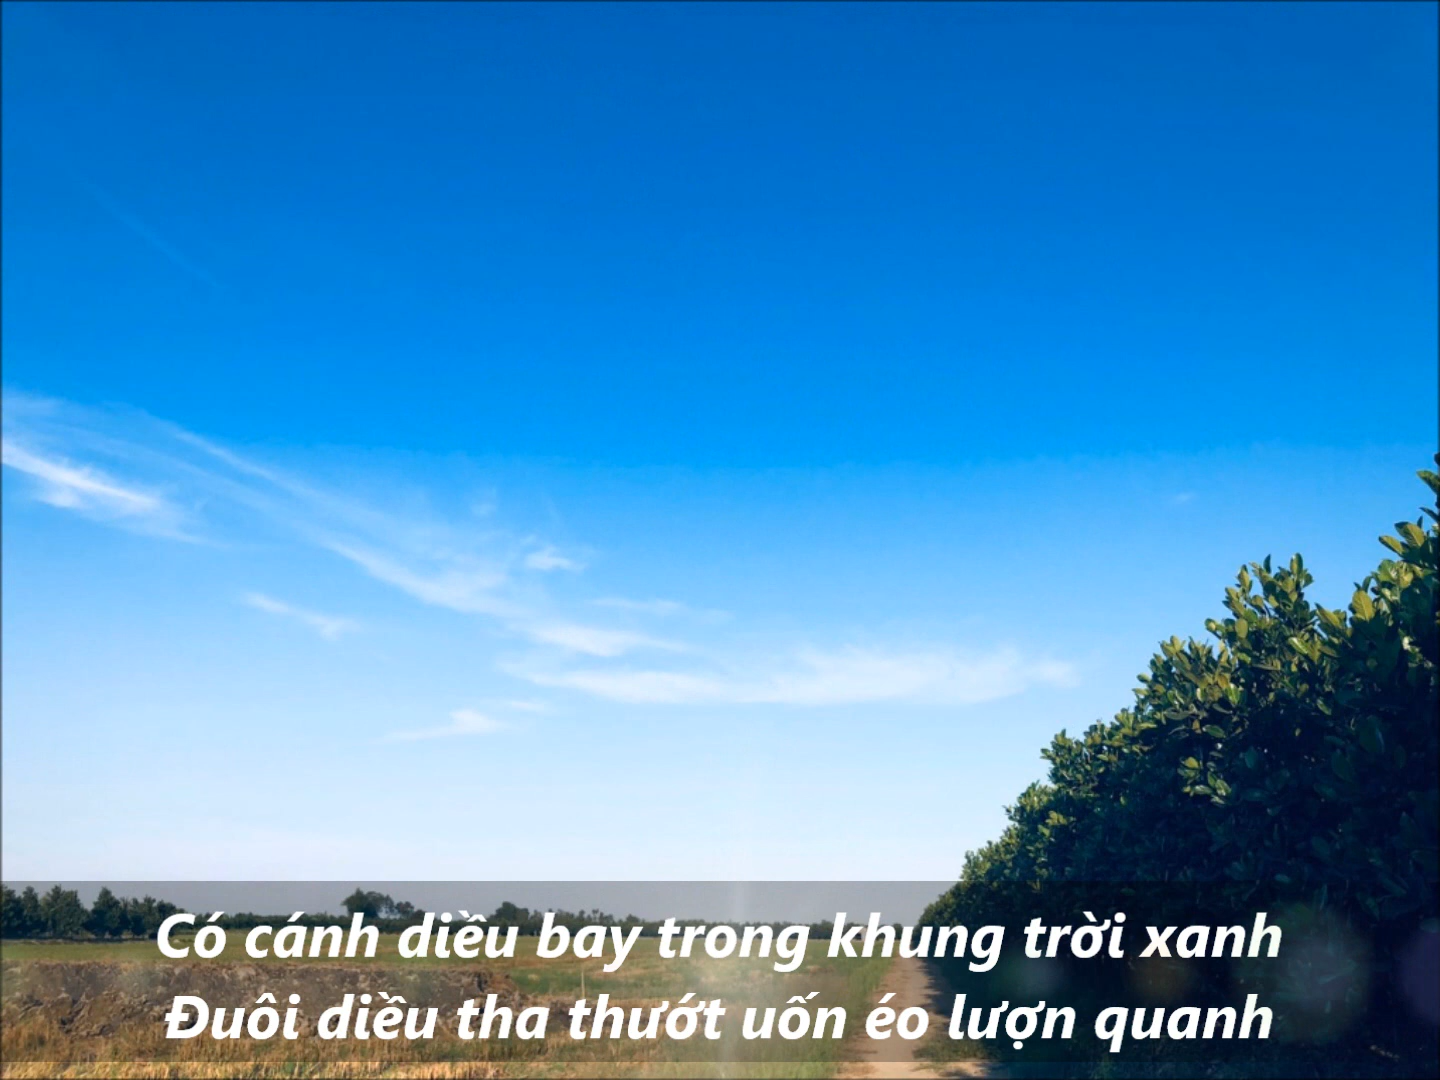 Có cánh diều bay trong khung trời xanh
Đuôi diều tha thướt uốn éo lượn quanh